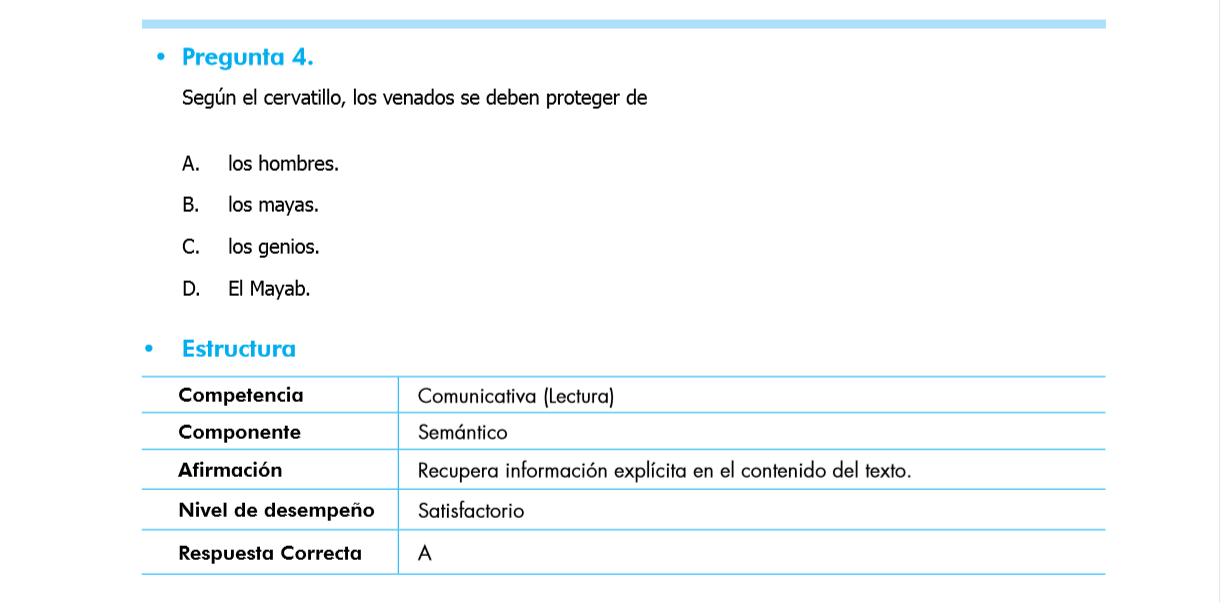 • Pregunta 4.
Según el cervatillo, los venados se deben proteger de
A. los hombres.
B. los mayas.
C. los genios.
D. El Mayab.
• Estructura
Competencia Comunicativa (Lectura)
Componente Semántico
Afirmación Recupera información explícita en el contenido del texto.
Nivel de desempeño Satisfactorio
Respuesta Correcta A